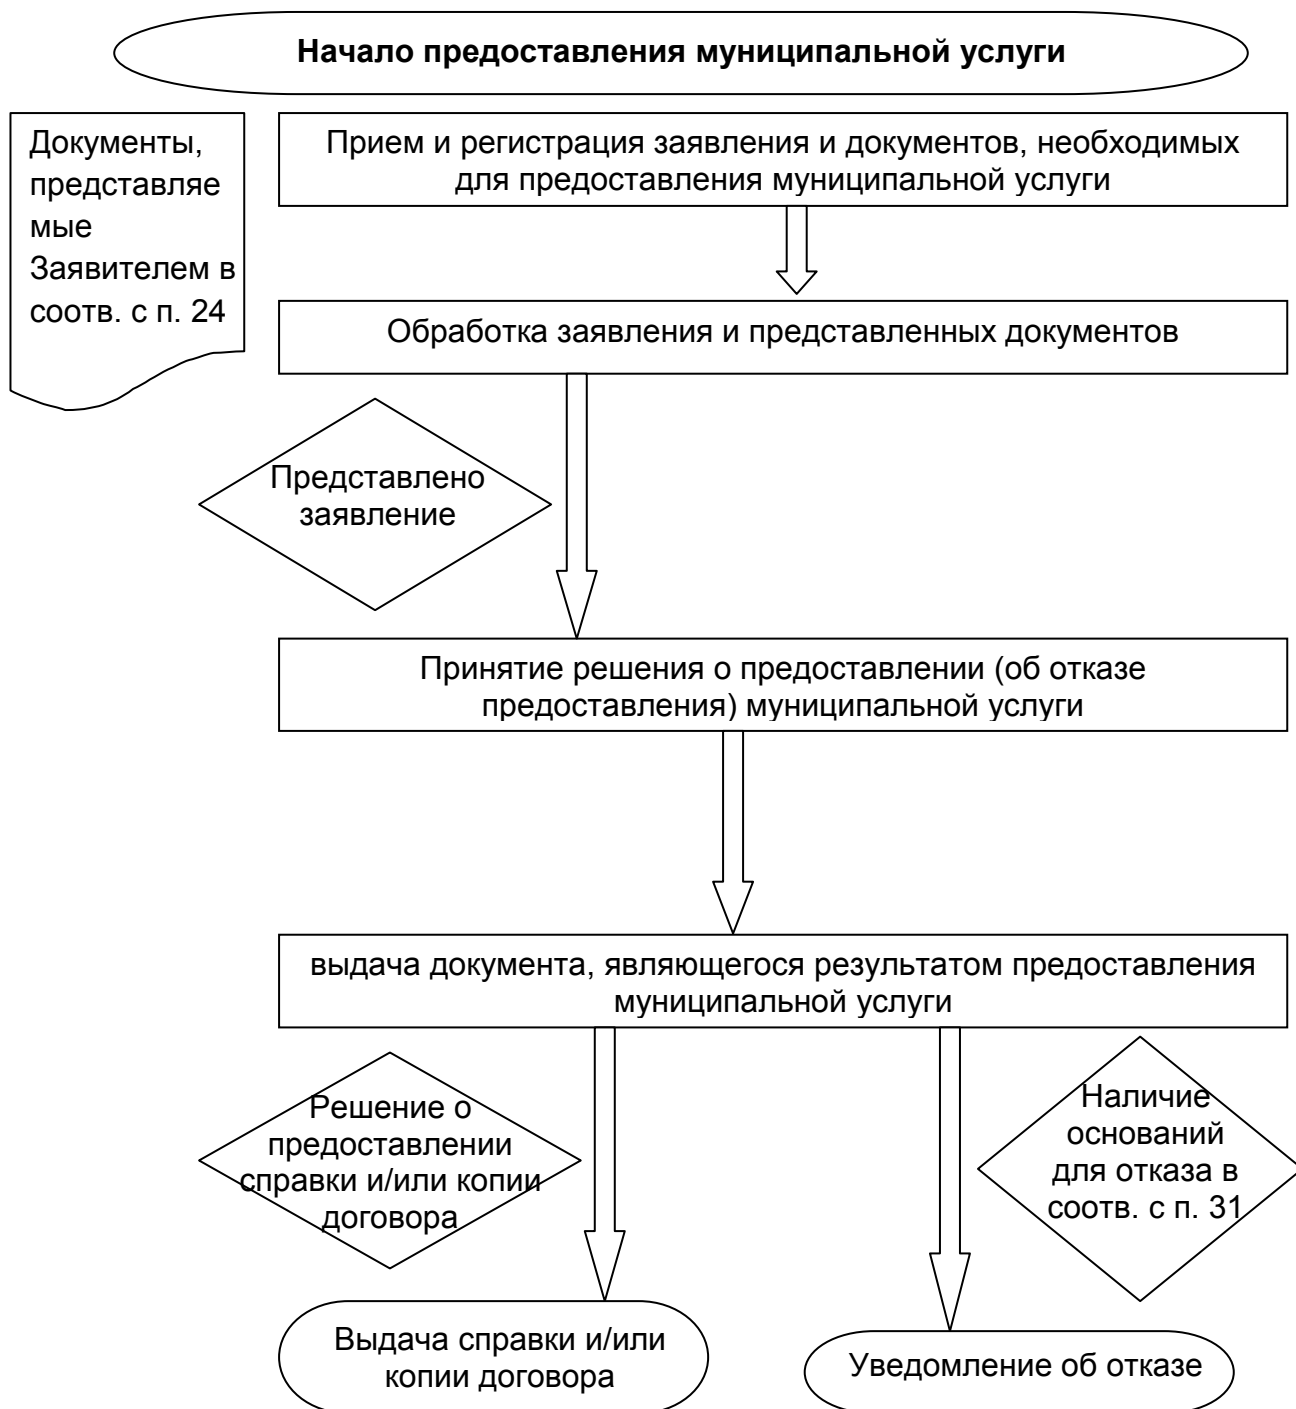 Начало предоставления муниципальной услуги
Документы,
представляе
мые
Заявителем в
соотв. с п. 24
Прием и регистрация заявления и документов, необходимых
для предоставления муниципальной услуги
Обработка заявления и представленных документов
Представлено
заявление
Принятие решения о предоставлении (об отказе
предоставления) муниципальной услуги
выдача документа, являющегося результатом предоставления
муниципальной услуги
Решение о
предоставлении
справки и/или копии
договора
Наличие
оснований
для отказа в
соотв. с п. 31
Выдача справки и/или
копии договора
Уведомление об отказе